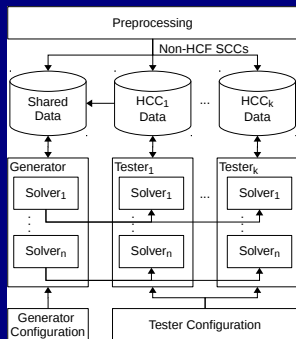 Preprocessing
Non-HCF SCCs
Shared Data
HCC₁ Data
...
HCCₖ Data
Generator
Solver₁
Solverₙ
Tester₁
Solver₁
Solverₙ
...
Testerₖ
Solver₁
Solverₙ
Generator Configuration
Tester Configuration